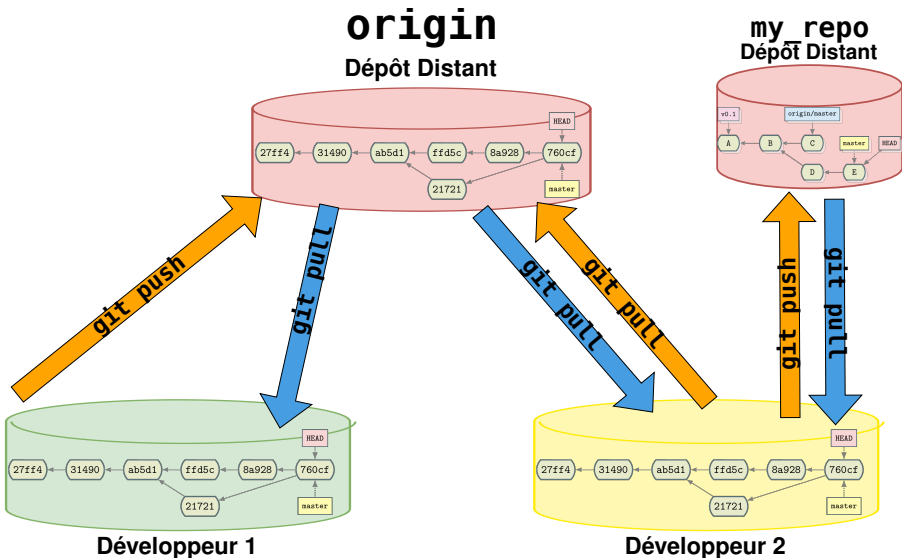 origin
Dépôt Distant
my_repo
Dépôt Distant
HEAD
27ff4 31490 ab5d1 ffd5c 8a928 760cf
21721
master
v0.1 origin/master
A B C master HEAD
D E
git push
git pull
git pull
git pull
git push
git pull
HEAD
27ff4 31490 ab5d1 ffd5c 8a928 760cf
21721
master
Développeur 1
HEAD
27ff4 31490 ab5d1 ffd5c 8a928 760cf
21721
master
Développeur 2